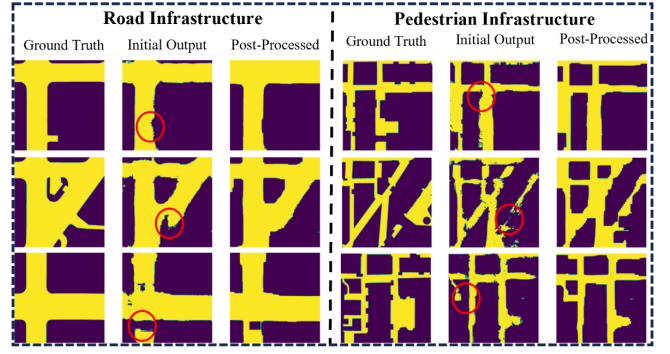 Road Infrastructure
Ground Truth Initial Output Post-Processed
Pedestrian Infrastructure
Ground Truth Initial Output Post-Processed